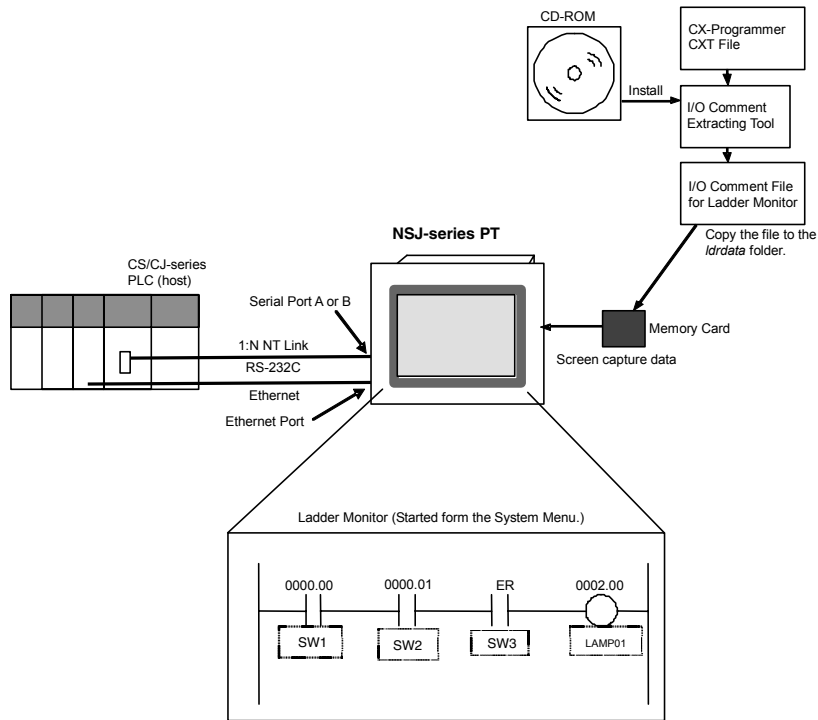 CD-ROM
CX-Programmer
CXT File
Install
I/O Comment
Extracting Tool
I/O Comment File
for Ladder Monitor
Copy the file to the
ldrdata folder.
NSJ-series PT
CS/CJ-series
PLC (host)
Serial Port A or B
1:N NT Link
RS-232C
Ethernet
Ethernet Port
Memory Card
Screen capture data
Ladder Monitor (Started form the System Menu.)
0000.00 0000.01 ER 0002.00
SW1 SW2 SW3 LAMP01